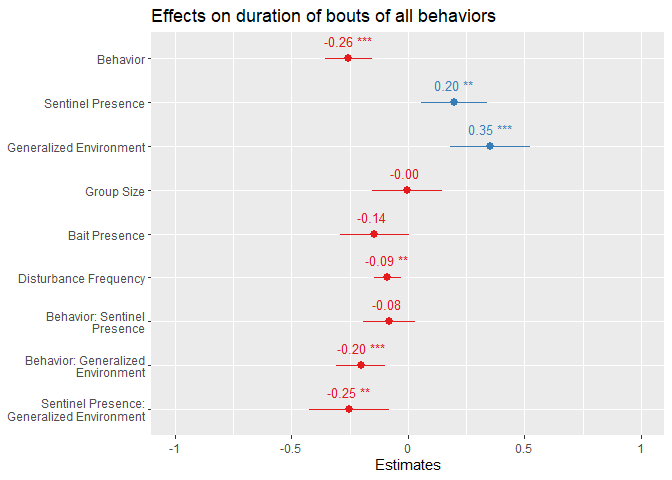 Effects on duration of bouts of all behaviors
-0.26 ***
Behavior
0.20 **
Sentinel Presence
0.35 ***
Generalized Environment
-0.00
Group Size
-0.14
Bait Presence
-0.09 **
Disturbance Frequency
-0.08
Behavior: Sentinel
Presence
-0.20 ***
Behavior: Generalized
Environment
-0.25 **
Sentinel Presence:
Generalized Environment
-1 -0.5 0 0.5 1
Estimates